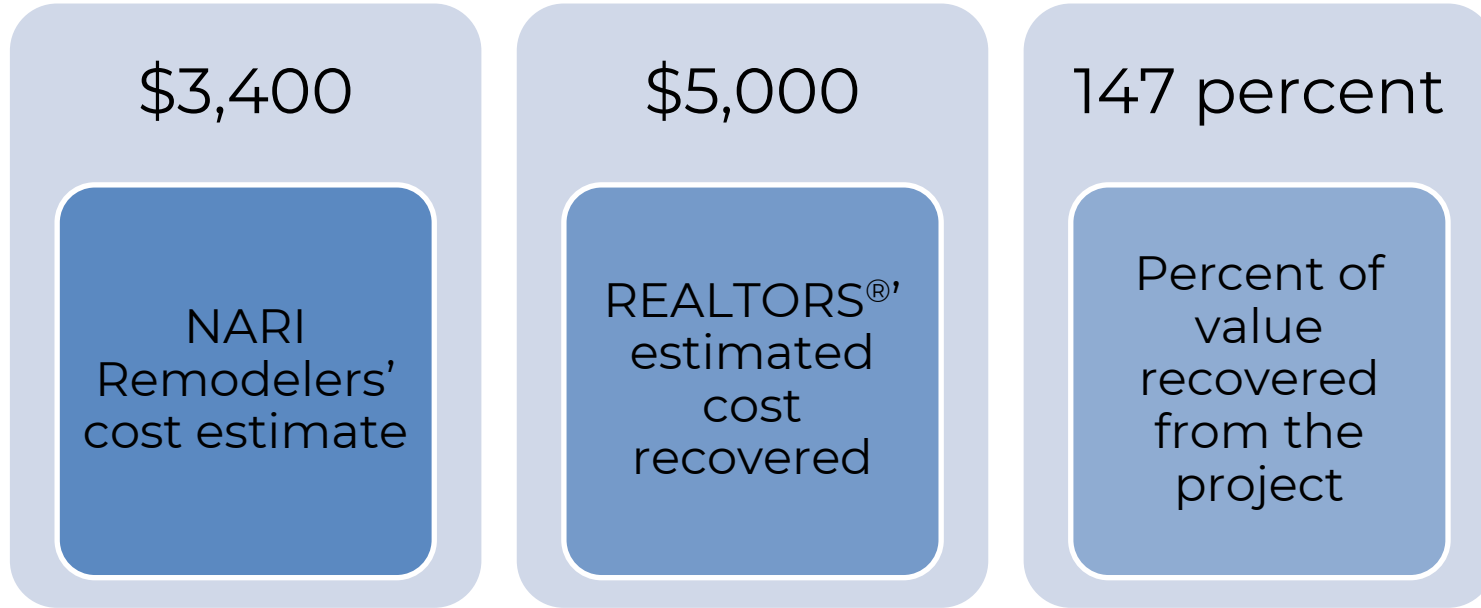 $3,400
NARI
Remodelers’
cost estimate
$5,000
REALTORS®’
estimated
cost
recovered
147 percent
Percent of
value
recovered
from the
project